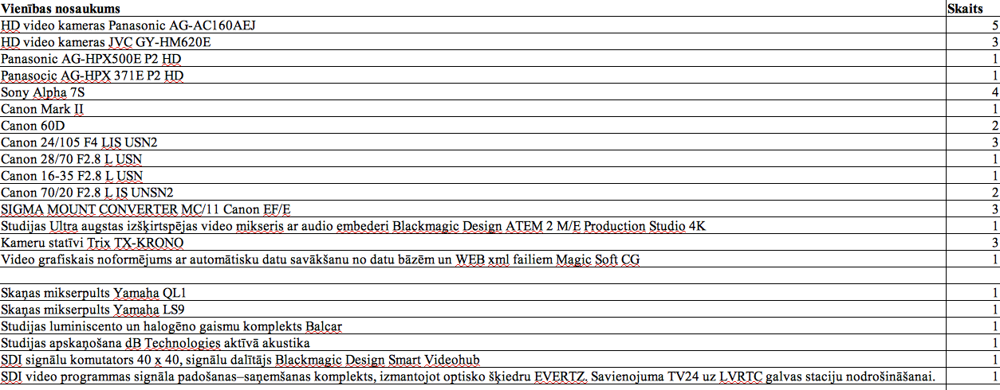 Vienības nosaukums Skaits
HD video kameras Panasonic AG-AC160AEJ 5
HD video kameras JVC GY-HM620E 3
Panasonic AG-HPX500E P2 HD 1
Panasocic AG-HPX 371E P2 HD 1
Sony Alpha 7S 4
Canon Mark II 1
Canon 60D 2
Canon 24/105 F4 LIS USN2 3
Canon 28/70 F2.8 L USN 1
Canon 16-35 F2.8 L USN 1
Canon 70/20 F2.8 L IS UNSN2 2
SIGMA MOUNT CONVERTER MC/11 Canon EF/E 3
Studijas Ultra augstas izšķirtspējas video mikseris ar audio embederi Blackmagic Design ATEM 2 M/E Production Studio 4K 1
Kameru statīvi Trix TX-KRONO 3
Video grafiskais noformējums ar automātisku datu savākšanu no datu bāzēm un WEB xml failiem Magic Soft CG 1
Skaņas mikserpults Yamaha QL1 1
Skaņas mikserpults Yamaha LS9 1
Studijas luminiscento un halogēno gaismu komplekts Balcar 1
Studijas apskaņošana dB Technologies aktīvā akustika 1
SDI signālu komutators 40 x 40, signālu dalītājs Blackmagic Design Smart Videohub 1
SDI video programmas signāla padošanas–saņemšanas komplekts, izmantojot optisko šķiedru EVERTZ. Savienojuma TV24 uz LVRTC galvas staciju nodrošināšanai. 1